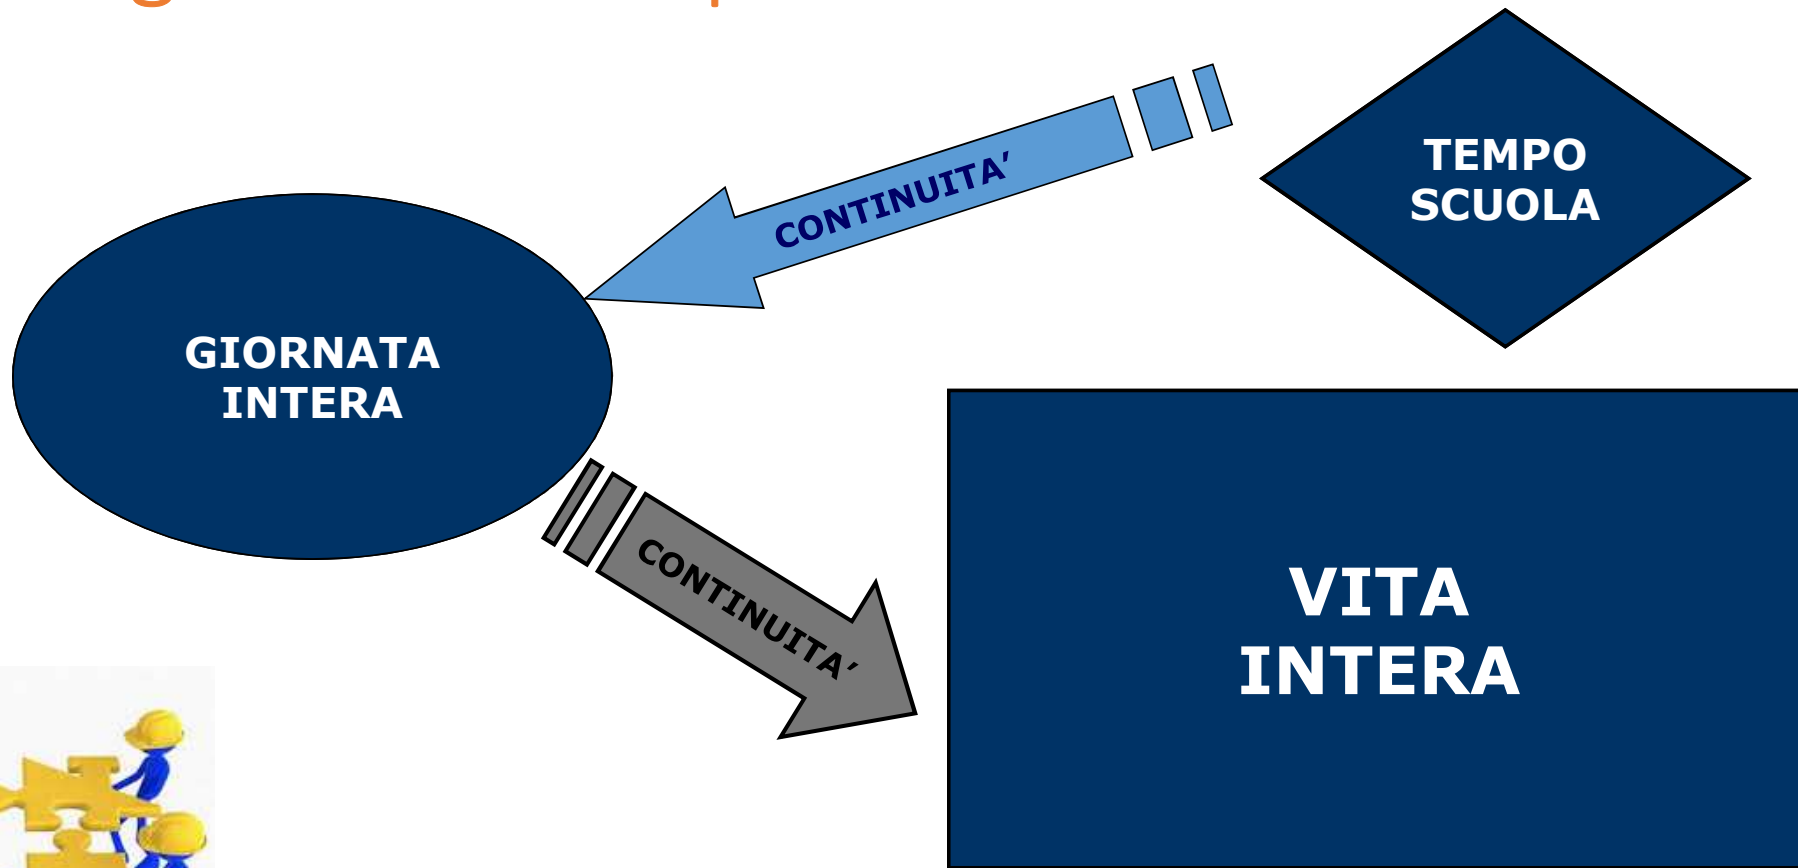 TEMPO
SCUOLA
CONTINUITA’
GIORNATA
INTERA
CONTINUITA’
VITA
INTERA